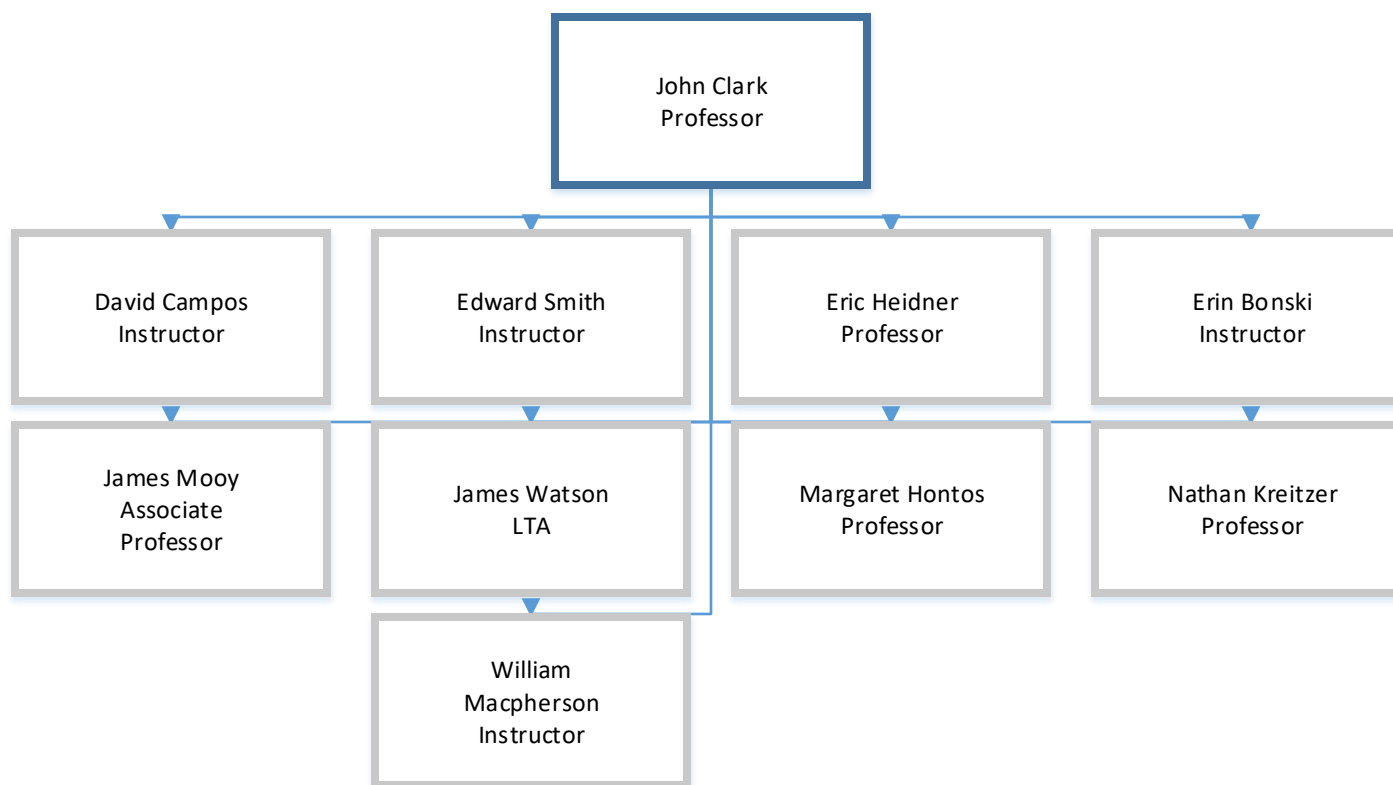 John Clark
Professor
David Campos
Instructor
Edward Smith
Instructor
Eric Heidner
Professor
Erin Bonski
Instructor
James Mooy
Associate
Professor
James Watson
LTA
Margaret Hontos
Professor
Nathan Kreitzer
Professor
William
Macpherson
Instructor